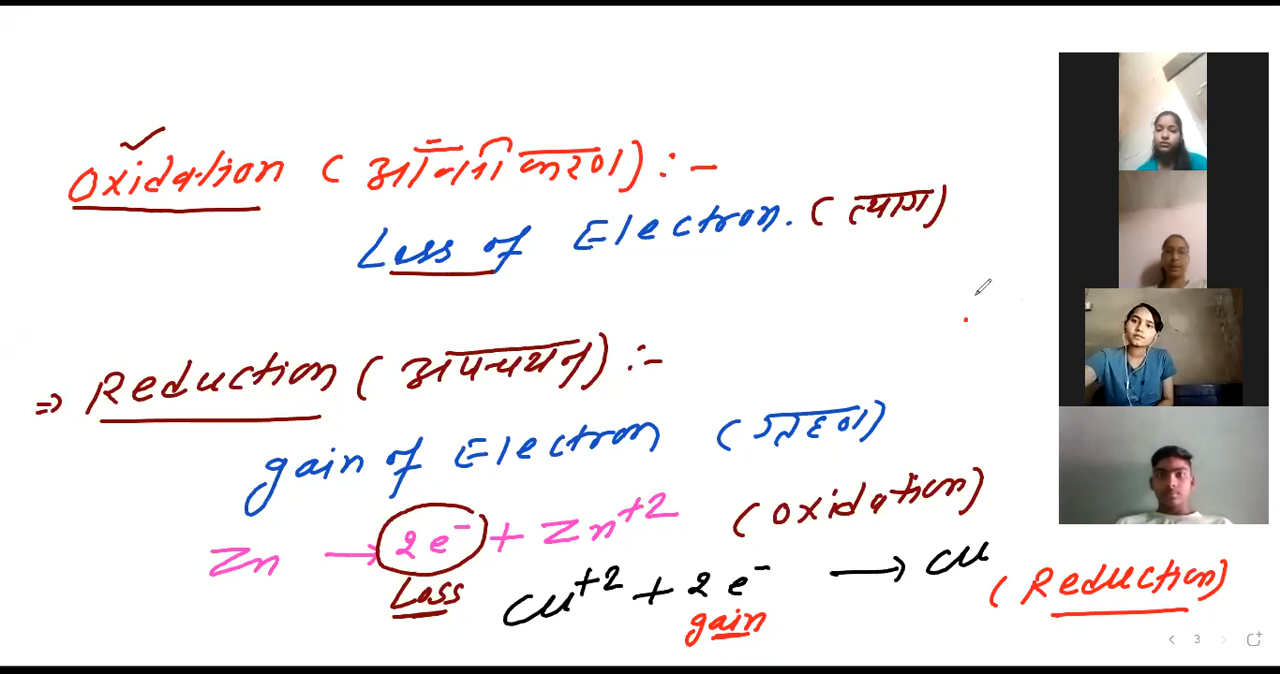 Oxidation (ऑक्सीकरण) :-
Loss of Electron. (त्याग)
⇒ Reduction (अपचयन) :-
gain of Electron (ग्रहण)
Zn → 2e⁻ + Zn⁺² (Oxidation)
Loss
Cu⁺² + 2e⁻ → Cu (Reduction)
gain
3